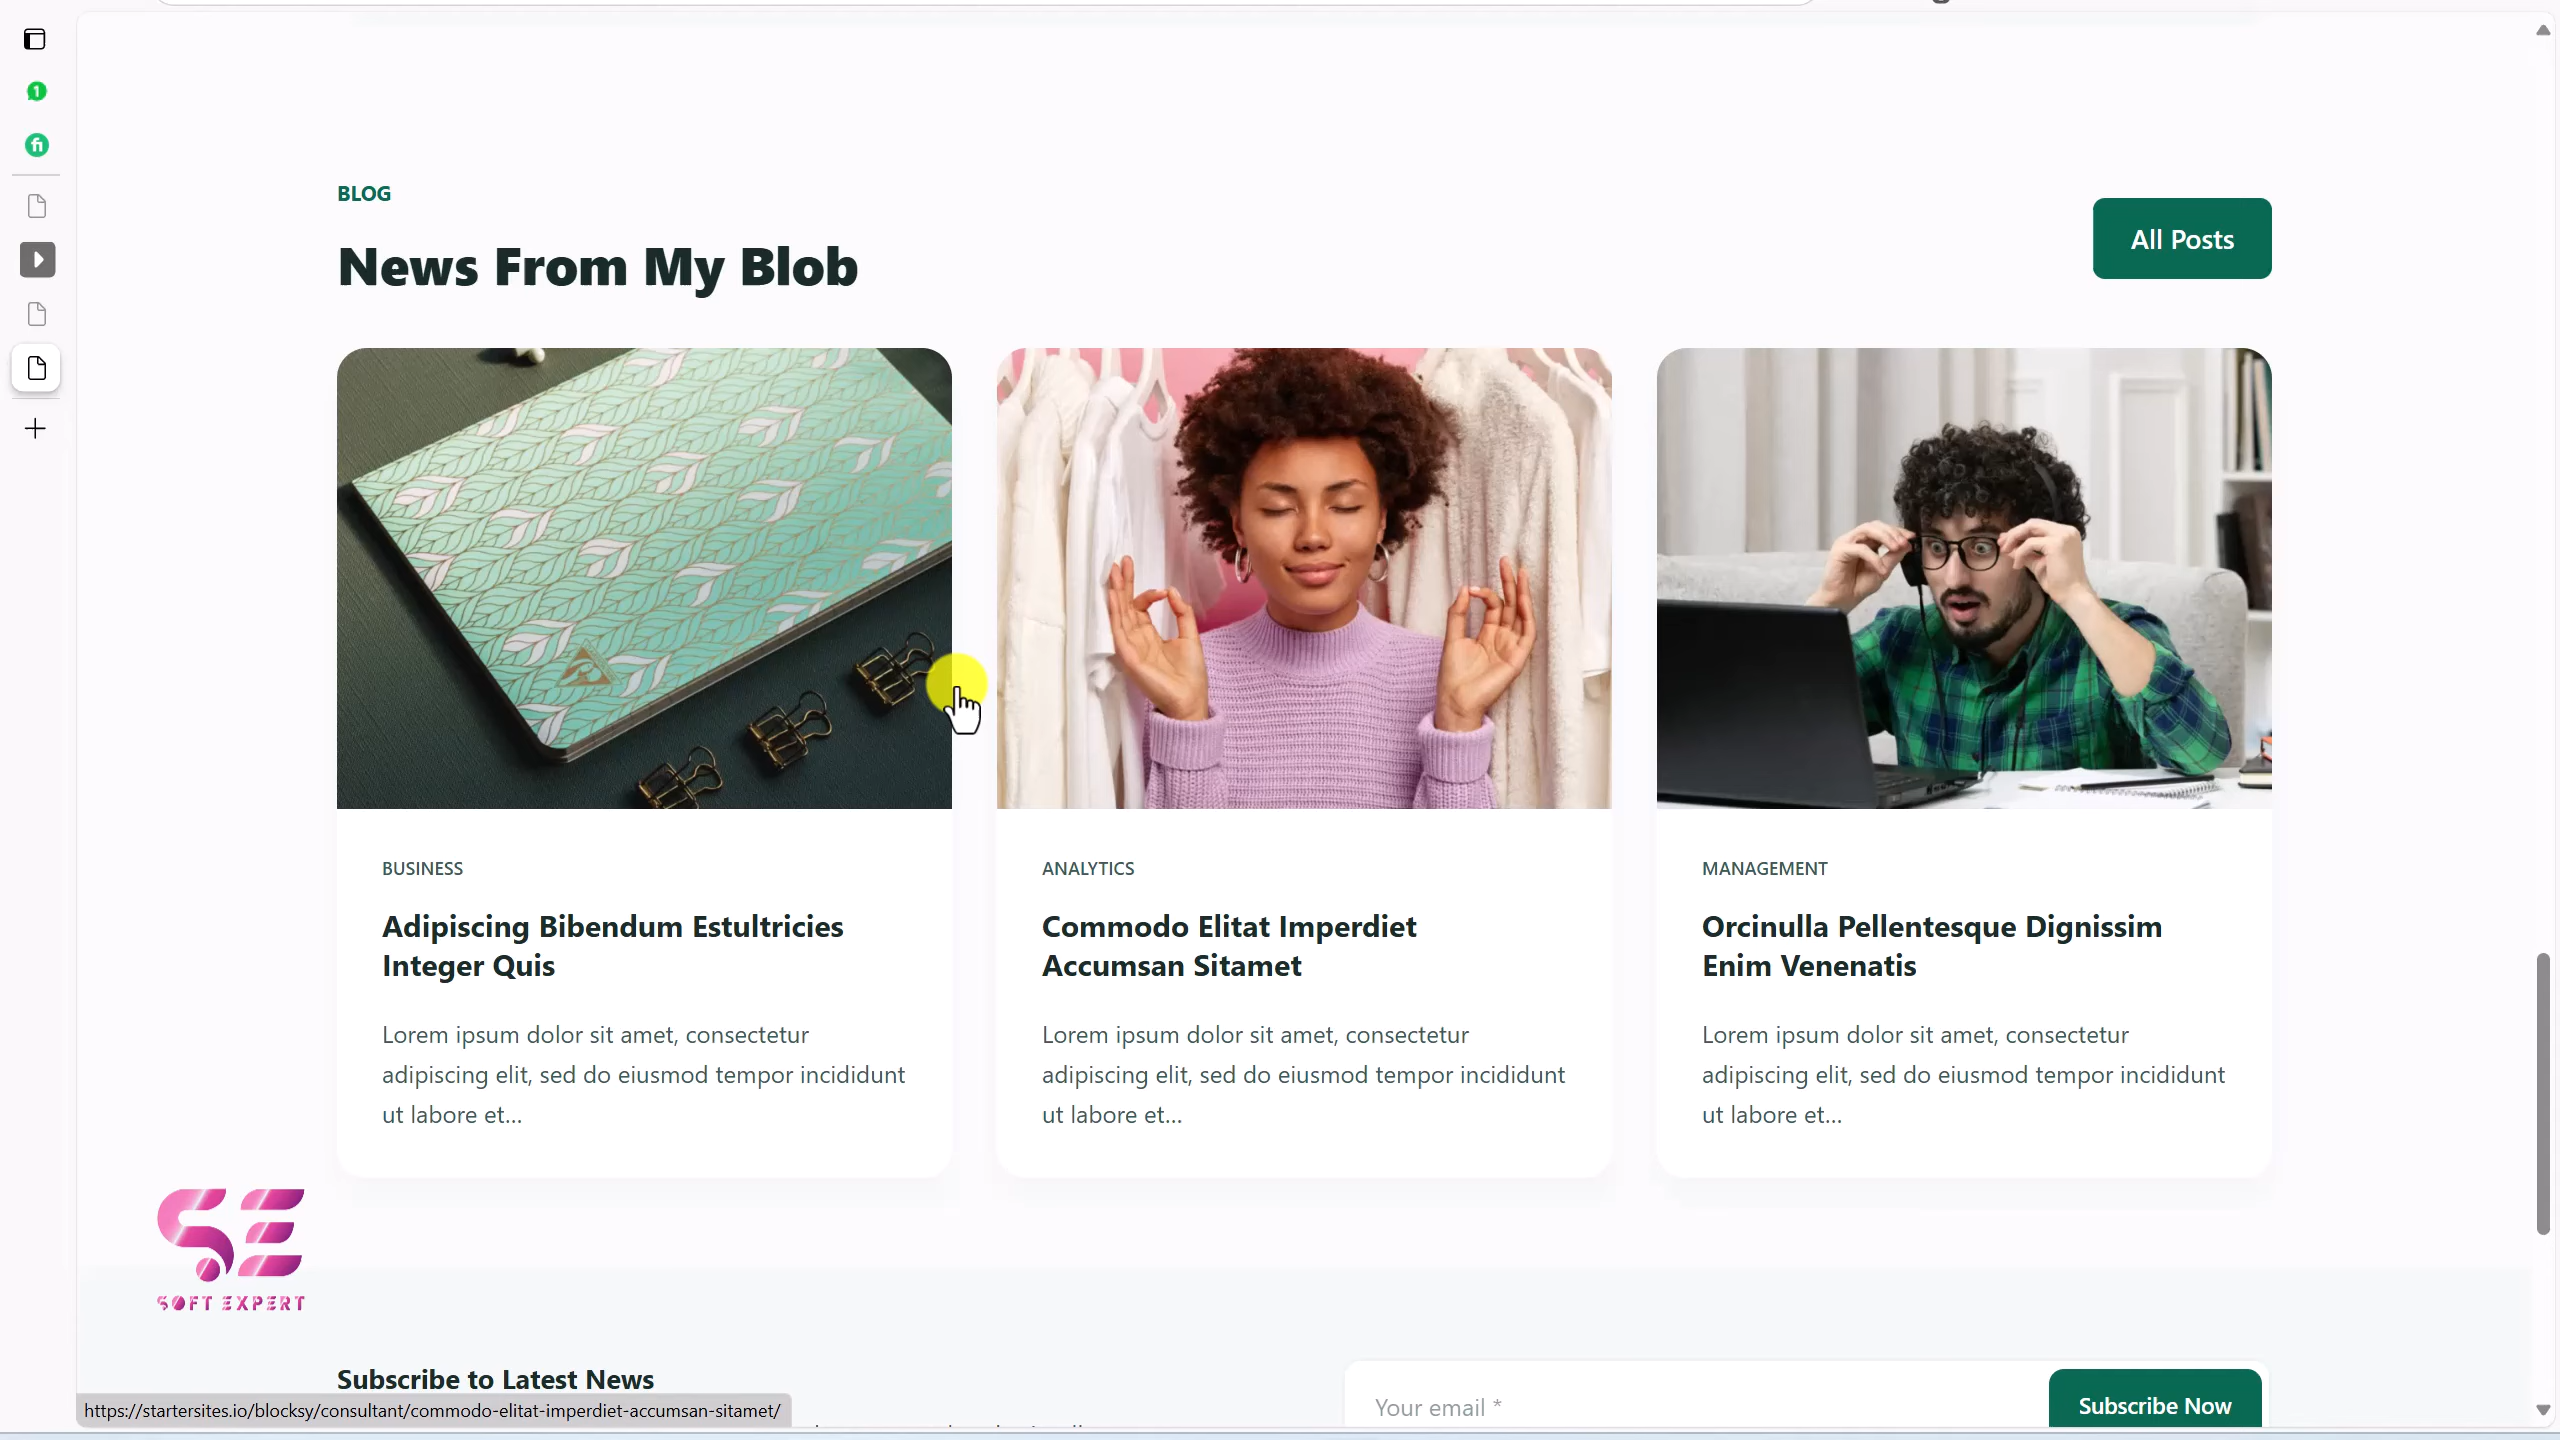 BLOG
News From My Blob
All Posts
BUSINESS
Adipiscing Bibendum Estultricies
Integer Quis
Lorem ipsum dolor sit amet, consectetur
adipiscing elit, sed do eiusmod tempor incididunt
ut labore et...
ANALYTICS
Commodo Elitat Imperdiet
Accumsan Sitamet
Lorem ipsum dolor sit amet, consectetur
adipiscing elit, sed do eiusmod tempor incididunt
ut labore et...
MANAGEMENT
Orcinulla Pellentesque Dignissim
Enim Venenatis
Lorem ipsum dolor sit amet, consectetur
adipiscing elit, sed do eiusmod tempor incididunt
ut labore et...
SE
SOFT EXPERT
Subscribe to Latest News
Your email *
Subscribe Now
https://startersites.io/blocksy/consultant/commodo-elitat-imperdiet-accumsan-sitamet/
1
fi